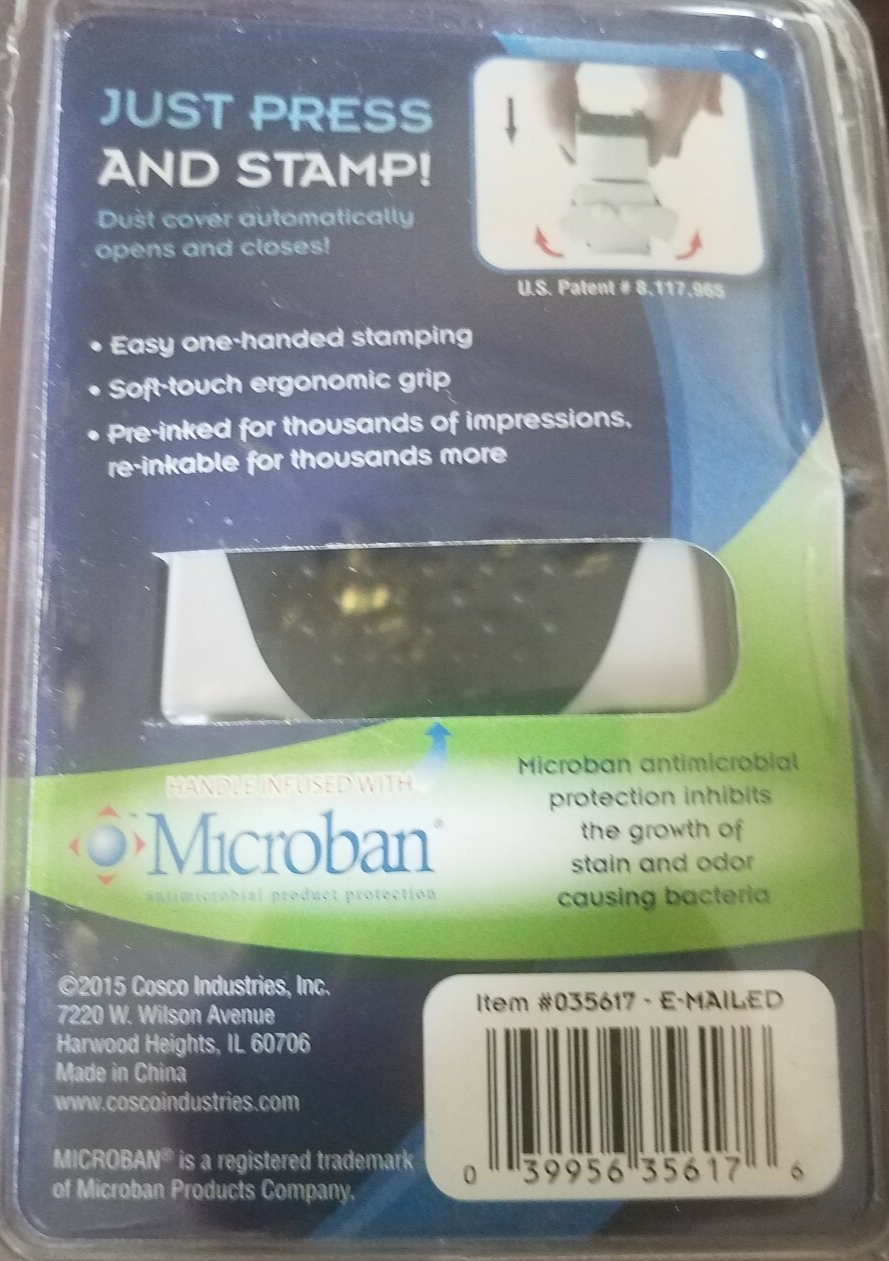 JUST PRESS
AND STAMP!
Dust cover automatically
opens and closes!
U.S. Patent # 8,117,965
• Easy one-handed stamping
• Soft-touch ergonomic grip
• Pre-inked for thousands of impressions,
re-inkable for thousands more
HANDLE INFUSED WITH
Microban®
antimicrobial product protection
Microban antimicrobial
protection inhibits
the growth of
stain and odor
causing bacteria
©2015 Cosco Industries, Inc.
7220 W. Wilson Avenue
Harwood Heights, IL 60706
Made in China
www.coscoindustries.com
MICROBAN® is a registered trademark
of Microban Products Company.
Item #035617 - E-MAILED
0 39956 35617 6